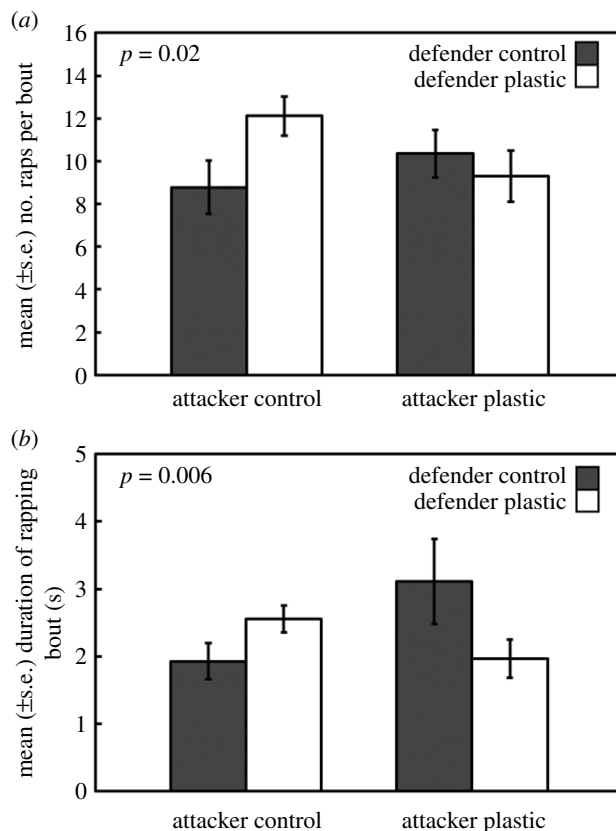 (a)
16
14
12
10
8
6
4
2
0
mean (±s.e.) no. raps per bout
p = 0.02
defender control
defender plastic
attacker control
attacker plastic
(b)
5
4
3
2
1
0
mean (±s.e.) duration of rapping
bout (s)
p = 0.006
defender control
defender plastic
attacker control
attacker plastic